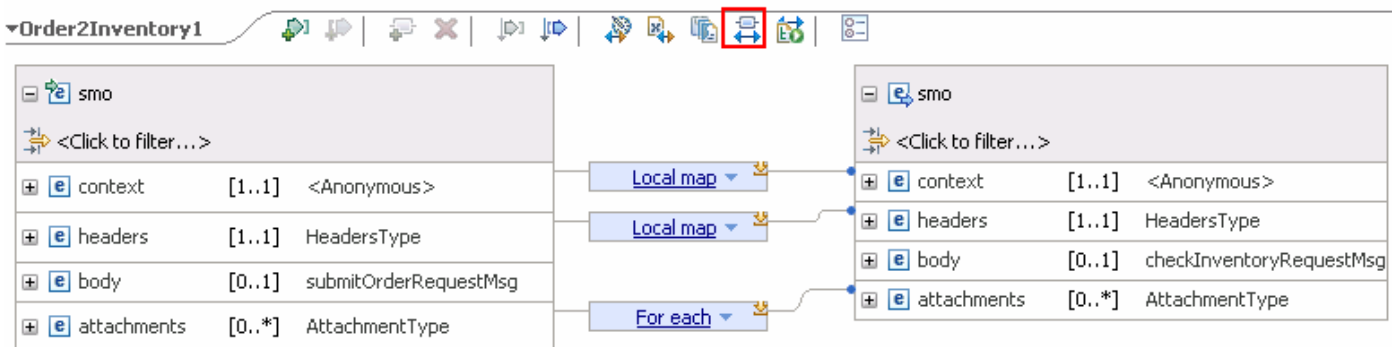 Order2Inventory1
smo
<Click to filter...>
context [1..1] <Anonymous>
headers [1..1] HeadersType
body [0..1] submitOrderRequestMsg
attachments [0..*] AttachmentType
Local map
Local map
For each
smo
<Click to filter...>
context [1..1] <Anonymous>
headers [1..1] HeadersType
body [0..1] checkInventoryRequestMsg
attachments [0..*] AttachmentType